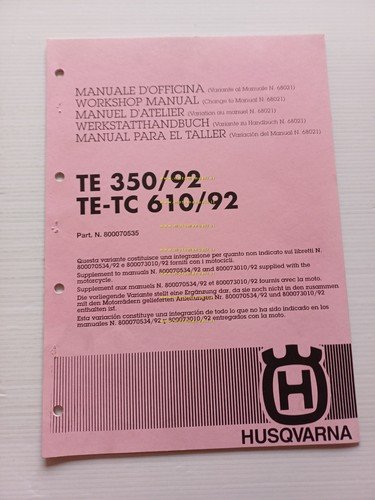 MANUALE D'OFFICINA (Variante al Manuale N. 68021)
WORKSHOP MANUAL (Change to Manual N. 68021)
MANUEL D'ATELIER (Variation au manuel N. 68021)
WERKSTATTHANDBUCH (Variante zu Handbuch N. 68021)
MANUAL PARA EL TALLER (Variación del Manual N. 68021)
TE 350/92
TE-TC 610/92
Part. N. 800070535
Questa variante costituisce una integrazione per quanto non indicato sui libretti N.
800070534/92 e 800073010/92 forniti con i motocicli.
Supplement to manuals N. 800070534/92 and 800073010/92 supplied with the
motorcycle.
Supplement aux manuels N. 800070534/92 et 800073010/92 fournis avec la moto.
Die vorliegende Variante stellt eine Ergänzung dar, da sie noch nicht in den zusammen
mit den Motorrädern gelieferten Anleitungen Nr. 800070534/92 und 800073010/92
enthalten ist.
Esta variación constituye una integración de todo lo que no ha sido indicado en los
manuales N. 800070534/92 e 800073010/92 entregados con la moto.
H
HUSQVARNA